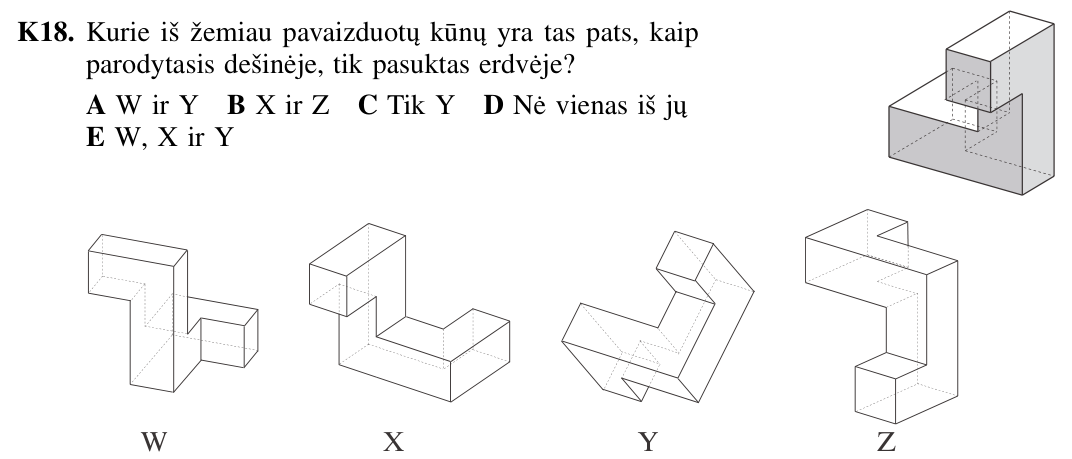 K18. Kurie iš žemiau pavaizduotų kūnų yra tas pats, kaip
parodytasis dešinėje, tik pasuktas erdvėje?
A W ir Y B X ir Z C Tik Y D Nė vienas iš jų
E W, X ir Y
W X Y Z